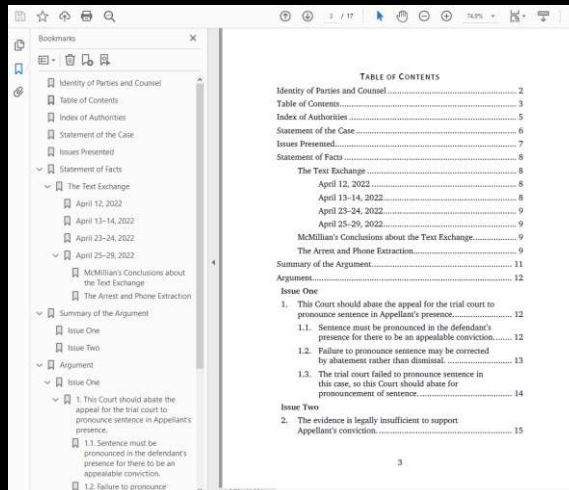 3 / 17
74.9%
Bookmarks
Identity of Parties and Counsel
Table of Contents
Index of Authorities
Statement of the Case
Issues Presented
Statement of Facts
The Text Exchange
April 12, 2022
April 13–14, 2022
April 23–24, 2022
April 25–29, 2022
McMillian's Conclusions about
the Text Exchange
The Arrest and Phone Extraction
Summary of the Argument
Issue One
Issue Two
Argument
Issue One
1. This Court should abate the
appeal for the trial court to
pronounce sentence in Appellant's
presence.
1.1. Sentence must be
pronounced in the defendant's
presence for there to be an
appealable conviction.
1.2. Failure to pronounce
TABLE OF CONTENTS
Identity of Parties and Counsel ... 2
Table of Contents ... 3
Index of Authorities ... 5
Statement of the Case ... 6
Issues Presented ... 7
Statement of Facts ... 8
The Text Exchange ... 8
April 12, 2022 ... 8
April 13–14, 2022 ... 8
April 23–24, 2022 ... 9
April 25–29, 2022 ... 9
McMillian's Conclusions about the Text Exchange ... 9
The Arrest and Phone Extraction ... 9
Summary of the Argument ... 11
Argument ... 12
Issue One
1. This Court should abate the appeal for the trial court to
pronounce sentence in Appellant's presence. ... 12
1.1. Sentence must be pronounced in the defendant's
presence for there to be an appealable conviction. ... 12
1.2. Failure to pronounce sentence may be corrected
by abatement rather than dismissal. ... 13
1.3. The trial court failed to pronounce sentence in
this case, so this Court should abate for
pronouncement of sentence. ... 14
Issue Two
2. The evidence is legally insufficient to support
Appellant's conviction. ... 15
3